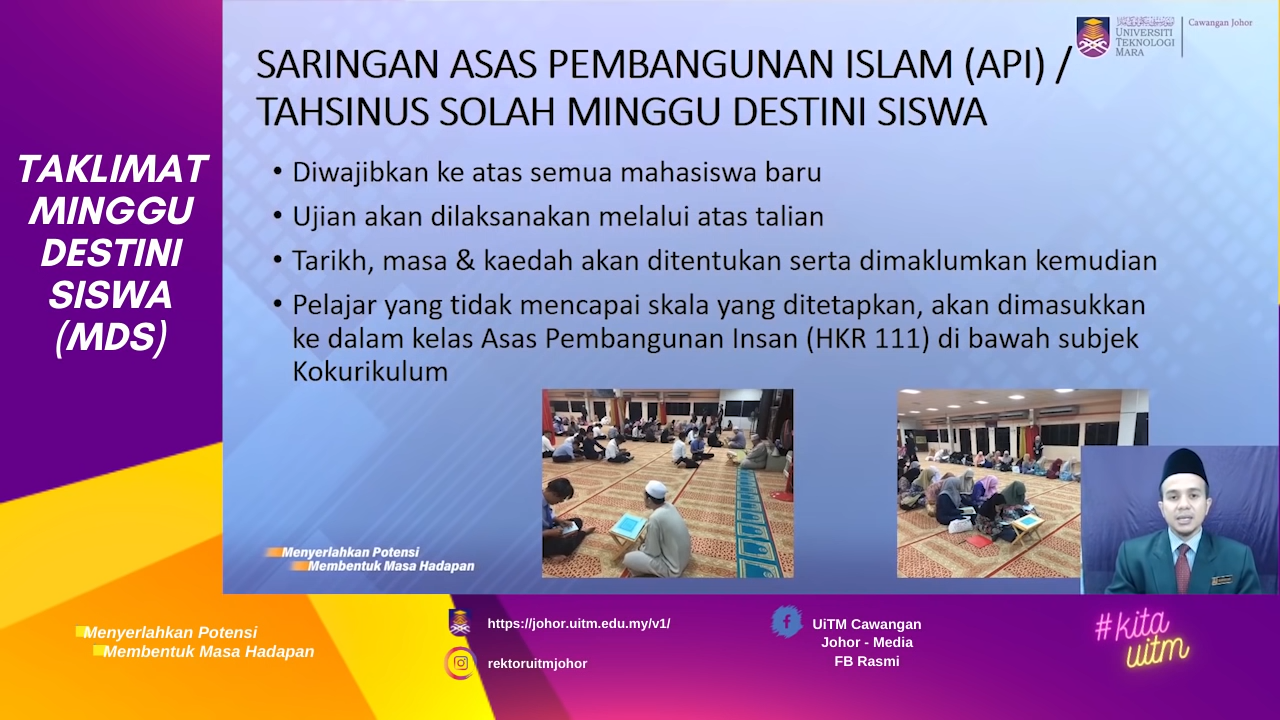 TAKLIMAT
MINGGU
DESTINI
SISWA
(MDS)
UNIVERSITI
TEKNOLOGI
MARA
Cawangan Johor
SARINGAN ASAS PEMBANGUNAN ISLAM (API) /
TAHSINUS SOLAH MINGGU DESTINI SISWA
• Diwajibkan ke atas semua mahasiswa baru
• Ujian akan dilaksanakan melalui atas talian
• Tarikh, masa & kaedah akan ditentukan serta dimaklumkan kemudian
• Pelajar yang tidak mencapai skala yang ditetapkan, akan dimasukkan
ke dalam kelas Asas Pembangunan Insan (HKR 111) di bawah subjek
Kokurikulum
Menyerlahkan Potensi
Membentuk Masa Hadapan
Menyerlahkan Potensi
Membentuk Masa Hadapan
https://johor.uitm.edu.my/v1/
rektoruitmjohor
UiTM Cawangan
Johor - Media
FB Rasmi
#kita
uitm